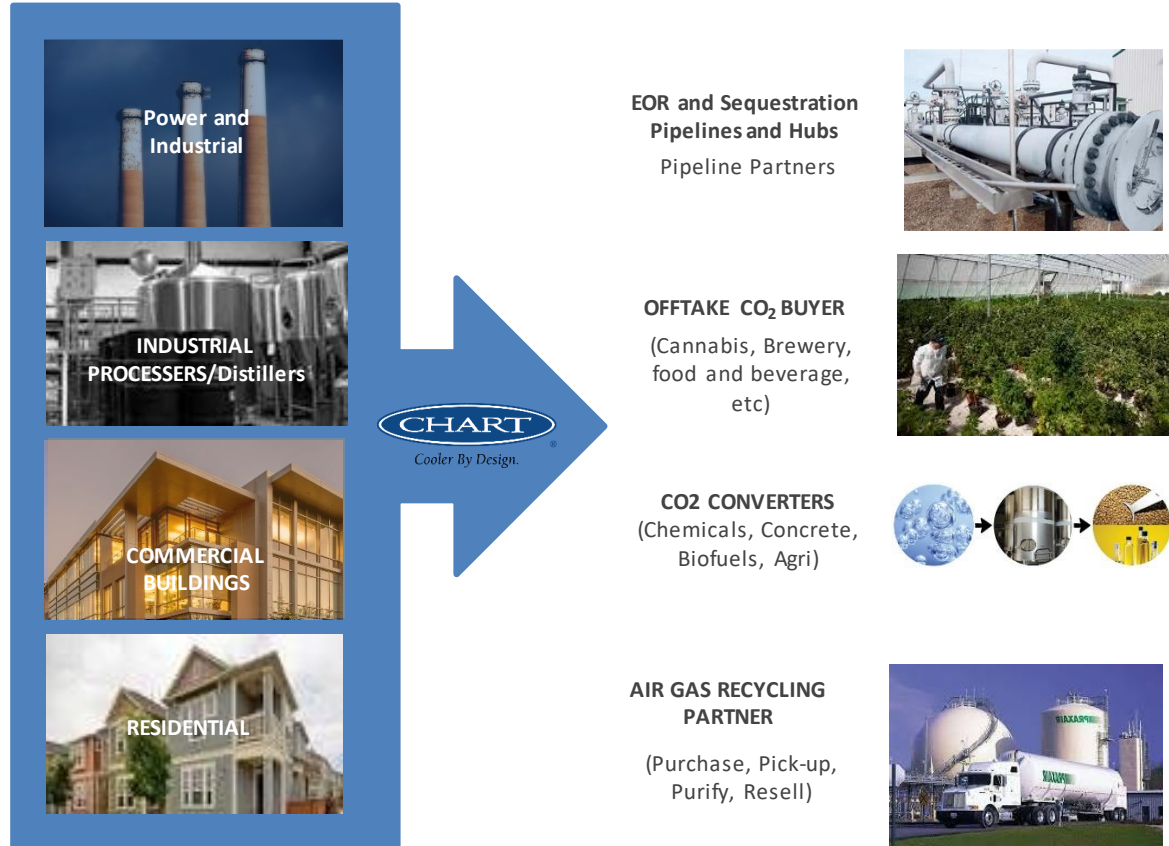 Power and
Industrial
INDUSTRIAL
PROCESSERS/Distillers
COMMERCIAL
BUILDINGS
RESIDENTIAL
CHART
®
Cooler By Design.
EOR and Sequestration
Pipelines and Hubs
Pipeline Partners
OFFTAKE CO₂ BUYER
(Cannabis, Brewery,
food and beverage,
etc)
CO2 CONVERTERS
(Chemicals, Concrete,
Biofuels, Agri)
AIR GAS RECYCLING
PARTNER
(Purchase, Pick-up,
Purify, Resell)
PRAXAIR
PRAXAIR